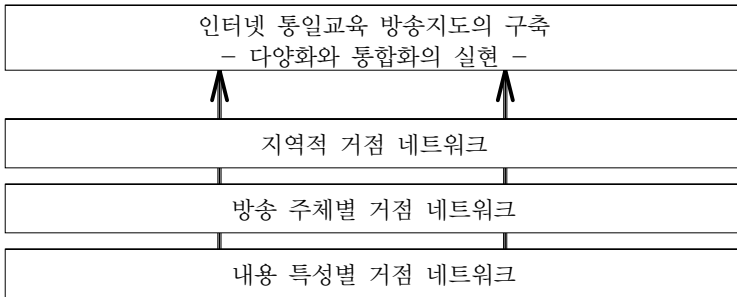 인터넷 통일교육 방송지도의 구축
- 다양화와 통합화의 실현 -
지역적 거점 네트워크
방송 주체별 거점 네트워크
내용 특성별 거점 네트워크